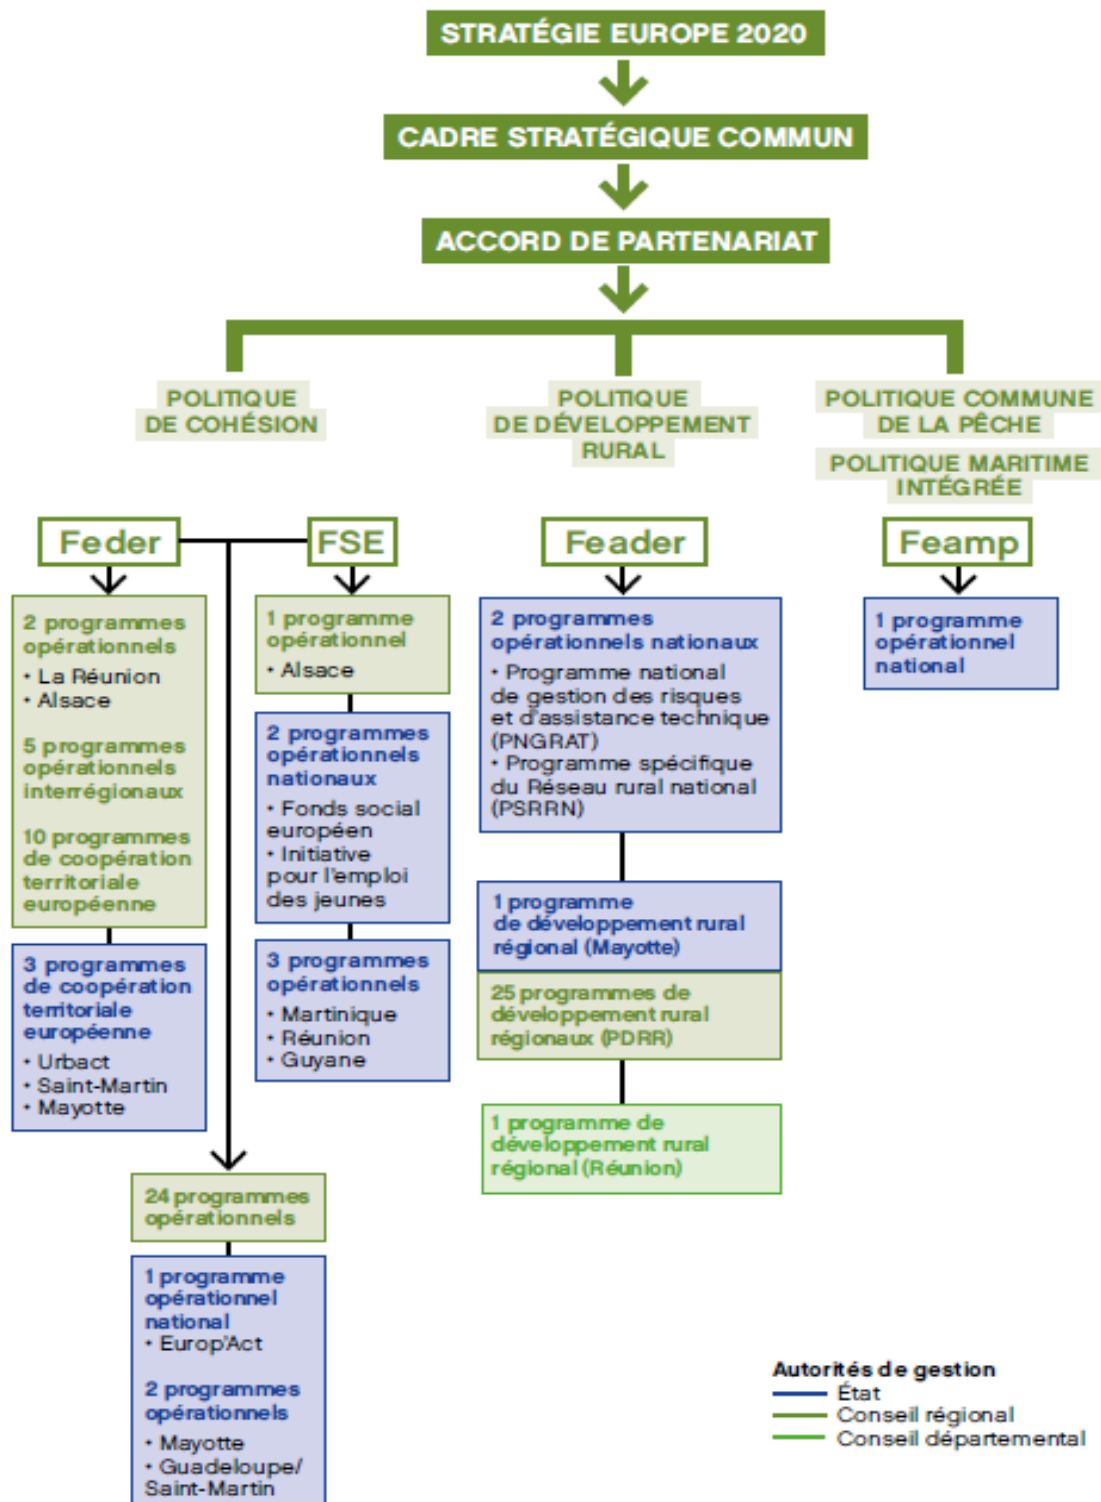 STRATÉGIE EUROPE 2020
CADRE STRATÉGIQUE COMMUN
ACCORD DE PARTENARIAT
POLITIQUE
DE COHÉSION
POLITIQUE
DE DÉVELOPPEMENT
RURAL
POLITIQUE COMMUNE
DE LA PÊCHE
POLITIQUE MARITIME
INTÉGRÉE
Feder
FSE
Feader
Feamp
2 programmes
opérationnels
• La Réunion
• Alsace
5 programmes
opérationnels
interrégionaux
10 programmes
de coopération
territoriale
européenne
3 programmes
de coopération
territoriale
européenne
• Urbact
• Saint-Martin
• Mayotte
1 programme
opérationnel
• Alsace
2 programmes
opérationnels
nationaux
• Fonds social
européen
• Initiative
pour l'emploi
des jeunes
3 programmes
opérationnels
• Martinique
• Réunion
• Guyane
24 programmes
opérationnels
1 programme
opérationnel
national
• Europ'Act
2 programmes
opérationnels
• Mayotte
• Guadeloupe/
Saint-Martin
2 programmes
opérationnels nationaux
• Programme national
de gestion des risques
et d'assistance technique
(PNGRAT)
• Programme spécifique
du Réseau rural national
(PSRRN)
1 programme
de développement rural
régional (Mayotte)
25 programmes de
développement rural
régionaux (PDRR)
1 programme de
développement rural
régional (Réunion)
1 programme
opérationnel
national
Autorités de gestion
État
Conseil régional
Conseil départemental